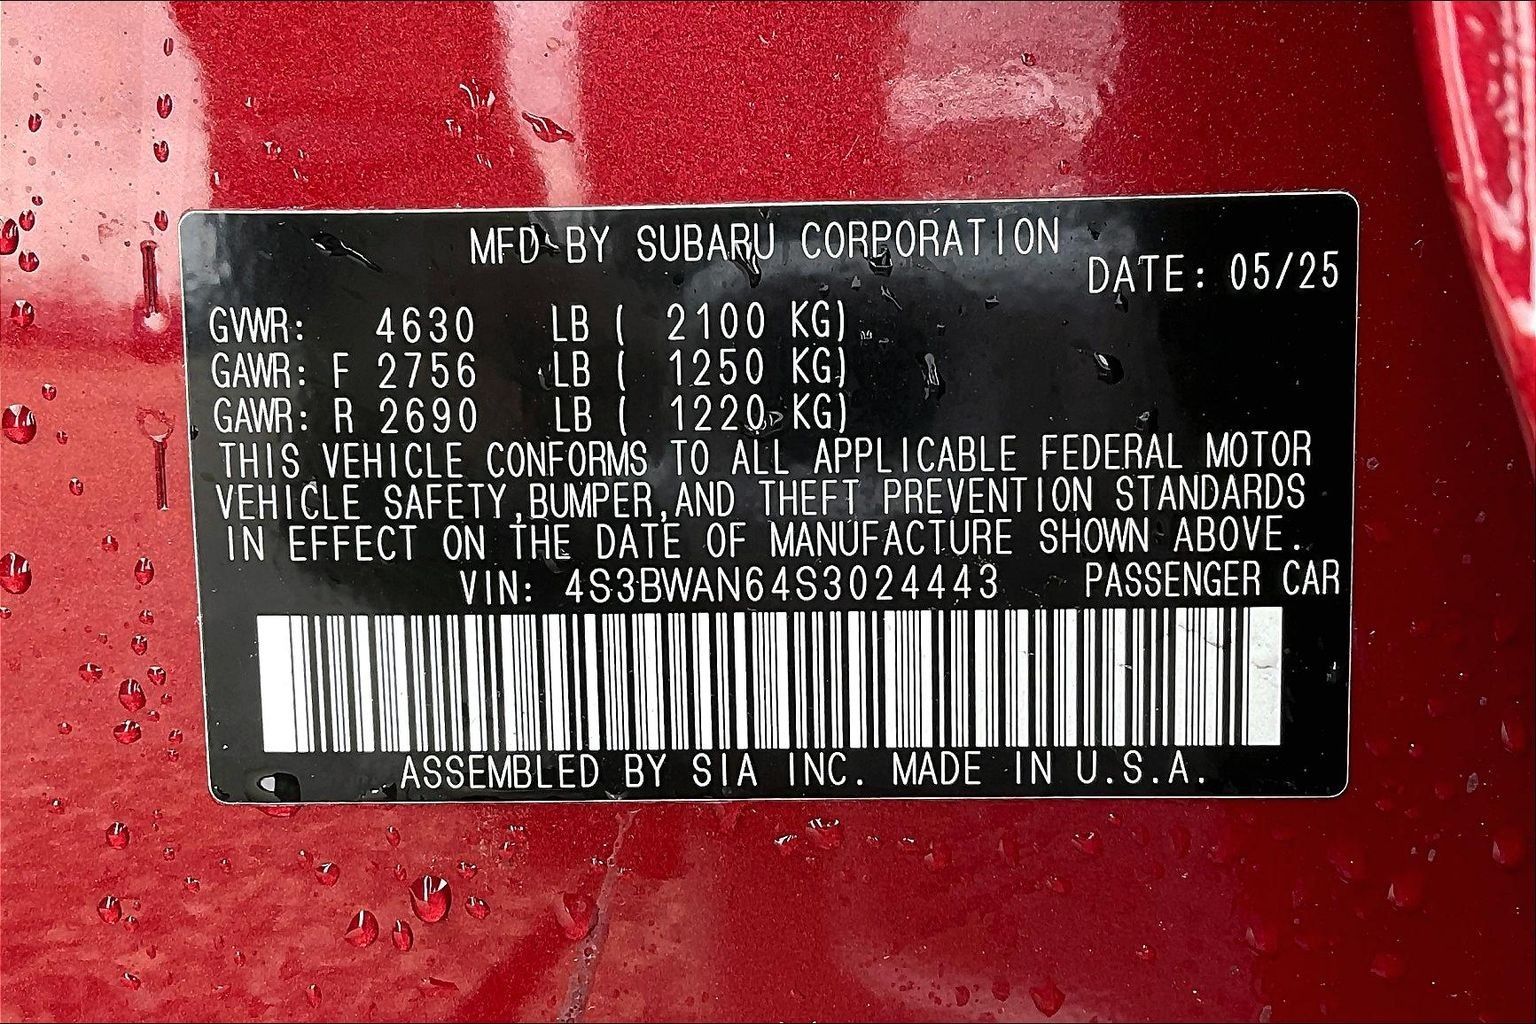 MFD BY SUBARU CORPORATION
DATE: 05/25
GVWR: 4630 LB ( 2100 KG)
GAWR: F 2756 LB ( 1250 KG)
GAWR: R 2690 LB ( 1220 KG)
THIS VEHICLE CONFORMS TO ALL APPLICABLE FEDERAL MOTOR
VEHICLE SAFETY,BUMPER,AND THEFT PREVENTION STANDARDS
IN EFFECT ON THE DATE OF MANUFACTURE SHOWN ABOVE.
VIN: 4S3BWAN64S3024443 PASSENGER CAR
ASSEMBLED BY SIA INC. MADE IN U.S.A.